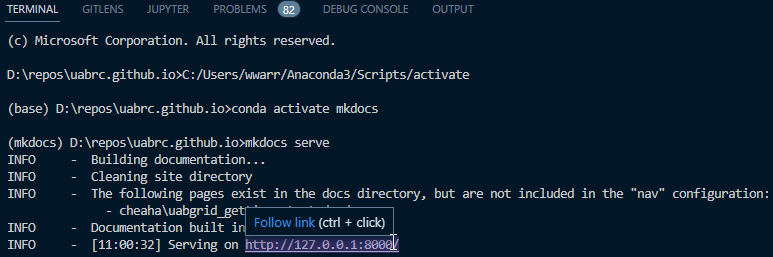 TERMINAL GITLENS JUPYTER PROBLEMS 82 DEBUG CONSOLE OUTPUT
(c) Microsoft Corporation. All rights reserved.
D:\repos\uabrc.github.io>C:/Users/wwarr/Anaconda3/Scripts/activate
(base) D:\repos\uabrc.github.io>conda activate mkdocs
(mkdocs) D:\repos\uabrc.github.io>mkdocs serve
INFO - Building documentation...
INFO - Cleaning site directory
INFO - The following pages exist in the docs directory, but are not included in the "nav" configuration:
- cheaha\uabgrid_gett
Follow link (ctrl + click)
INFO - Documentation built in
INFO - [11:00:32] Serving on http://127.0.0.1:8000/